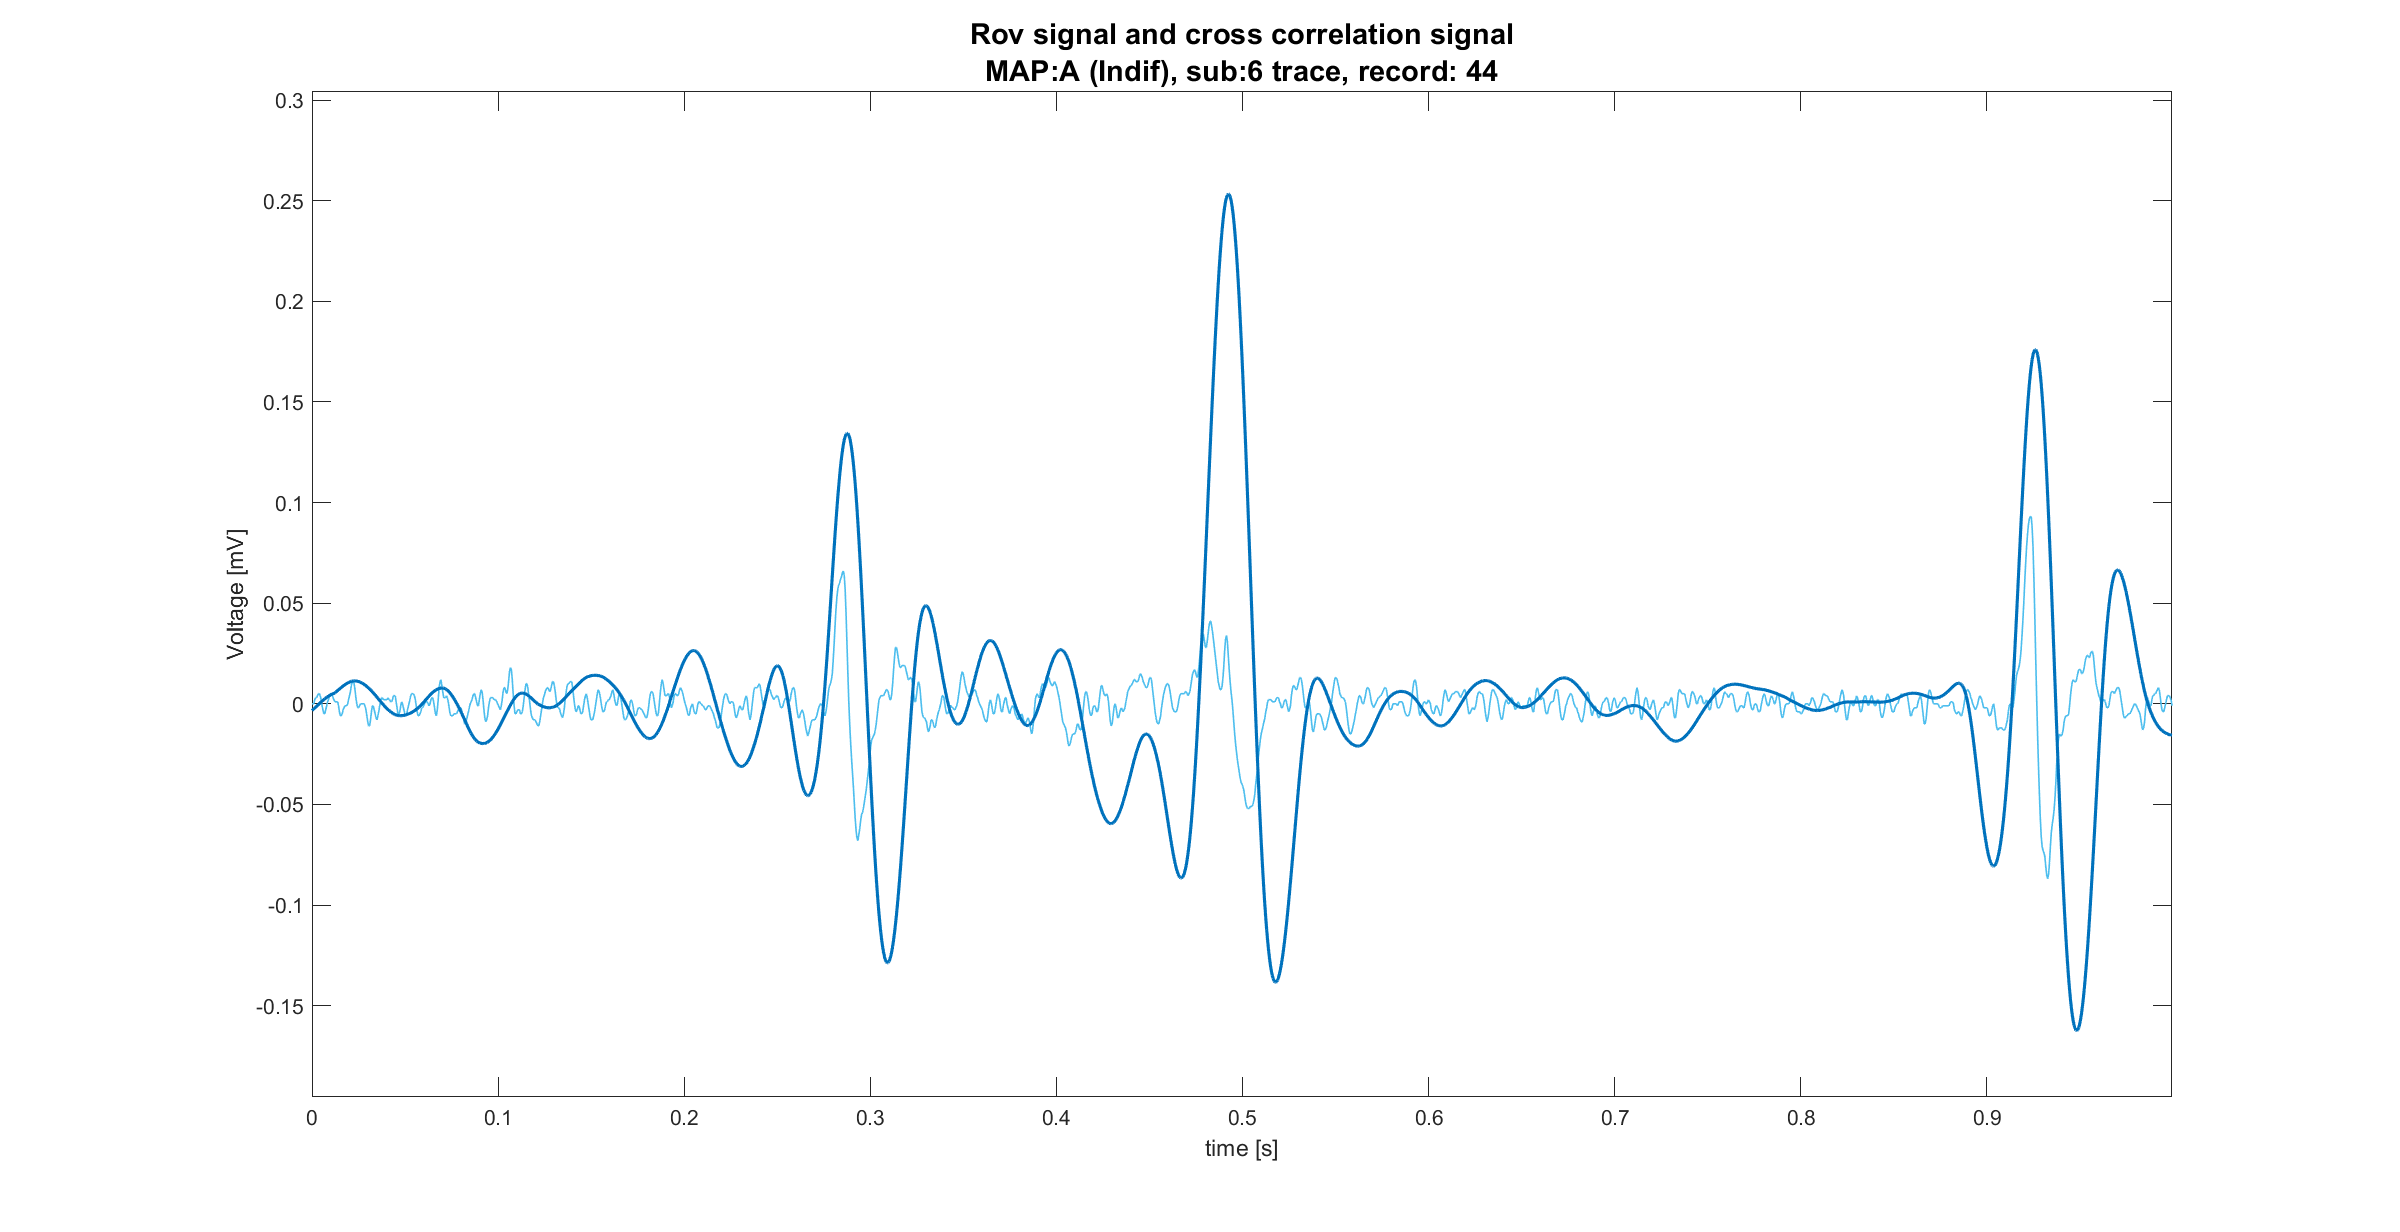 Rov signal and cross correlation signal
MAP:A (Indif), sub:6 trace, record: 44
0.3
0.25
0.2
0.15
0.1
0.05
0
-0.05
-0.1
-0.15
Voltage [mV]
0 0.1 0.2 0.3 0.4 0.5 0.6 0.7 0.8 0.9
time [s]